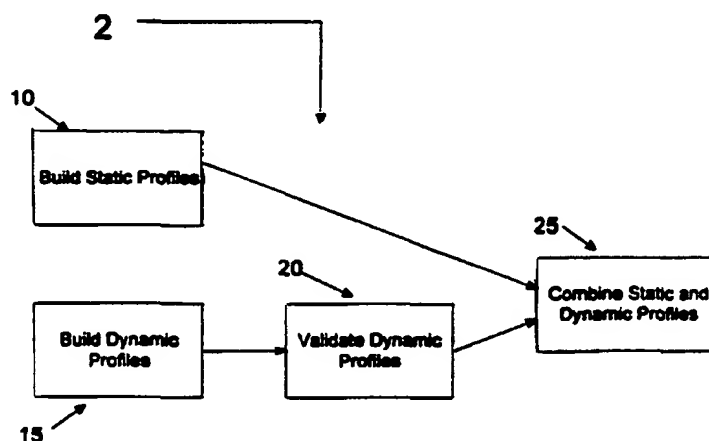 2
10
Build Static Profiles
25
20
Combine Static and
Dynamic Profiles
Build Dynamic
Profiles
Validate Dynamic
Profiles
15